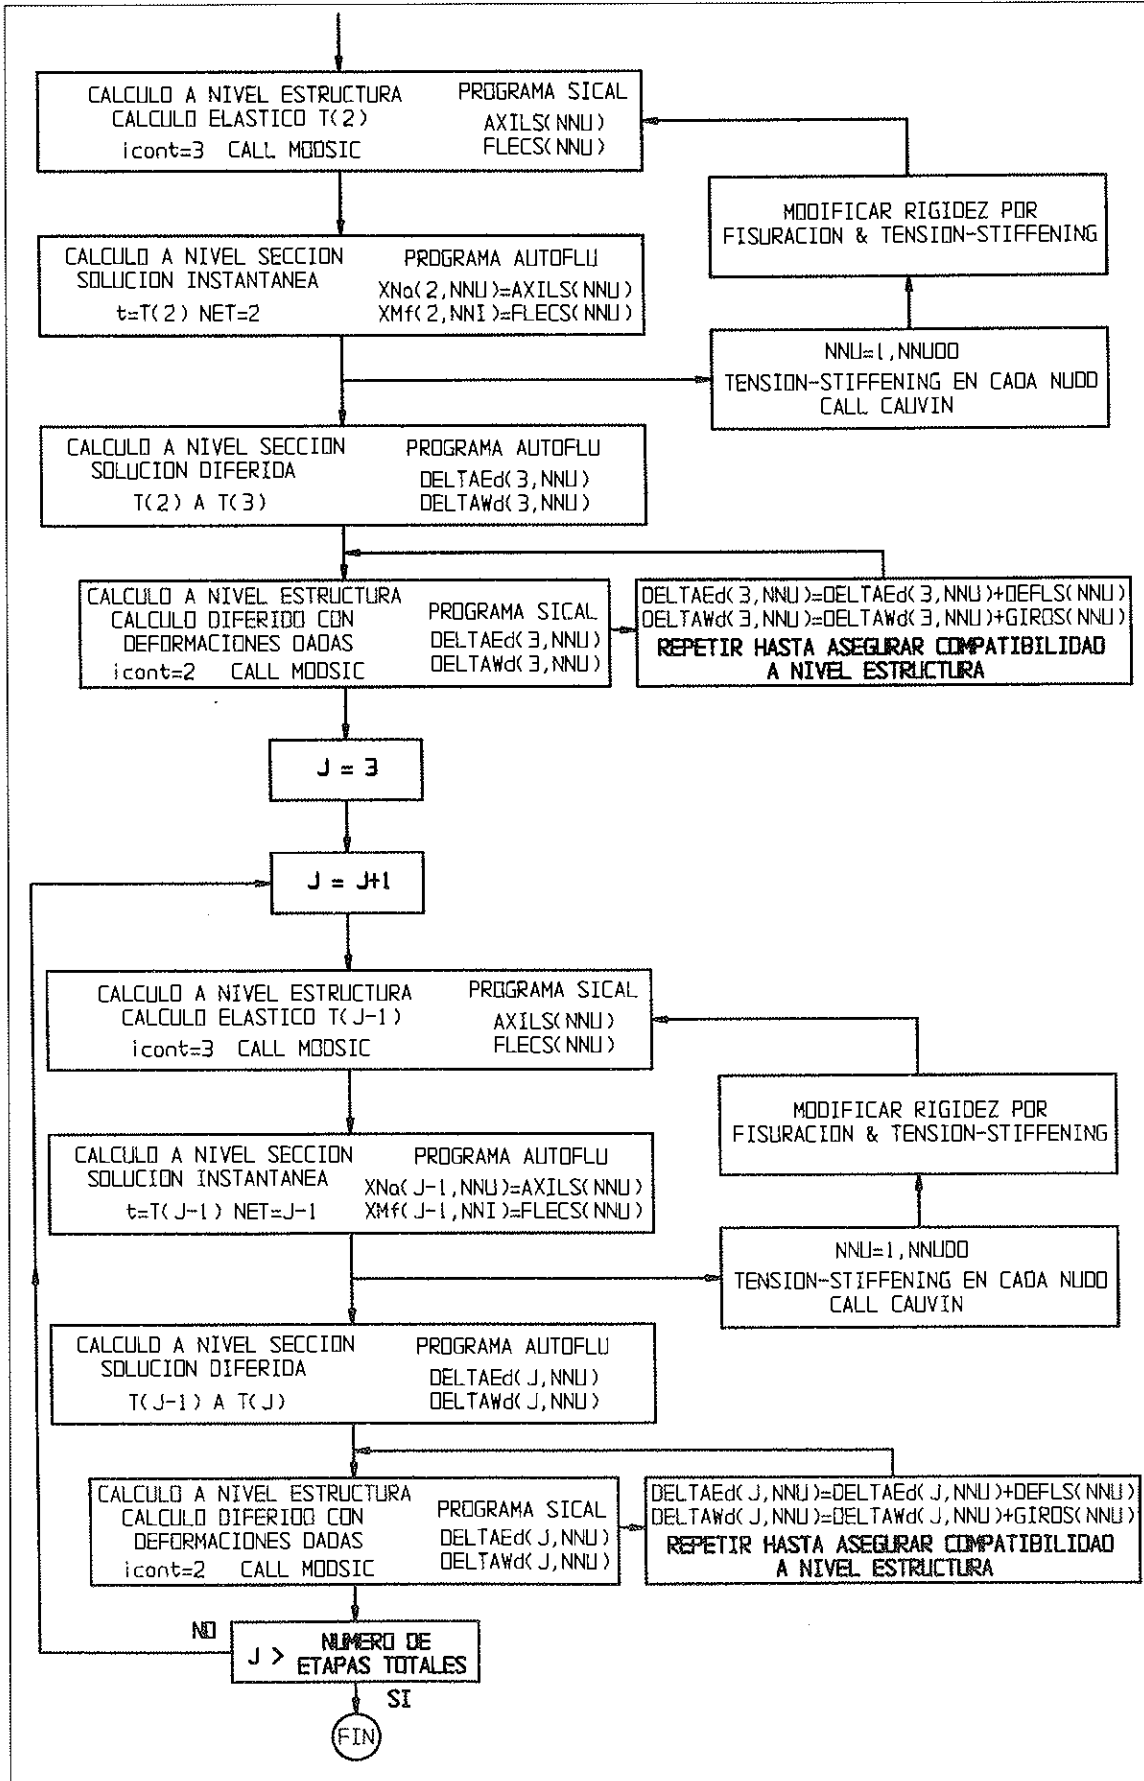 CALCULO A NIVEL ESTRUCTURA
CALCULO ELASTICO T(2)
icont=3 CALL MODSIC
PROGRAMA SICAL
AXILS(NNU)
FLECS(NNU)
MODIFICAR RIGIDEZ POR
FISURACION & TENSION-STIFFENING
CALCULO A NIVEL SECCION
SOLUCION INSTANTANEA
t=T(2) NET=2
PROGRAMA AUTOFLU
XNa(2,NNU)=AXILS(NNU)
XMf(2,NNI)=FLECS(NNU)
NNU=1,NNUDO
TENSION-STIFFENING EN CADA NUDO
CALL CAUVIN
CALCULO A NIVEL SECCION
SOLUCION DIFERIDA
T(2) A T(3)
PROGRAMA AUTOFLU
DELTAEd(3,NNU)
DELTAWd(3,NNU)
CALCULO A NIVEL ESTRUCTURA
CALCULO DIFERIDO CON
DEFORMACIONES DADAS
icont=2 CALL MODSIC
PROGRAMA SICAL
DELTAEd(3,NNU)
DELTAWd(3,NNU)
DELTAEd(3,NNU)=DELTAEd(3,NNU)+DEFLS(NNU)
DELTAWd(3,NNU)=DELTAWd(3,NNU)+GIROS(NNU)
REPETIR HASTA ASEGURAR COMPATIBILIDAD
A NIVEL ESTRUCTURA
J = 3
J = J+1
CALCULO A NIVEL ESTRUCTURA
CALCULO ELASTICO T(J-1)
icont=3 CALL MODSIC
PROGRAMA SICAL
AXILS(NNU)
FLECS(NNU)
MODIFICAR RIGIDEZ POR
FISURACION & TENSION-STIFFENING
CALCULO A NIVEL SECCION
SOLUCION INSTANTANEA
t=T(J-1) NET=J-1
PROGRAMA AUTOFLU
XNa(J-1,NNU)=AXILS(NNU)
XMf(J-1,NNI)=FLECS(NNU)
NNU=1,NNUDO
TENSION-STIFFENING EN CADA NUDO
CALL CAUVIN
CALCULO A NIVEL SECCION
SOLUCION DIFERIDA
T(J-1) A T(J)
PROGRAMA AUTOFLU
DELTAEd(J,NNU)
DELTAWd(J,NNU)
CALCULO A NIVEL ESTRUCTURA
CALCULO DIFERIDO CON
DEFORMACIONES DADAS
icont=2 CALL MODSIC
PROGRAMA SICAL
DELTAEd(J,NNU)
DELTAWd(J,NNU)
DELTAEd(J,NNU)=DELTAEd(J,NNU)+DEFLS(NNU)
DELTAWd(J,NNU)=DELTAWd(J,NNU)+GIROS(NNU)
REPETIR HASTA ASEGURAR COMPATIBILIDAD
A NIVEL ESTRUCTURA
NO
J > NUMERO DE
ETAPAS TOTALES
SI
FIN